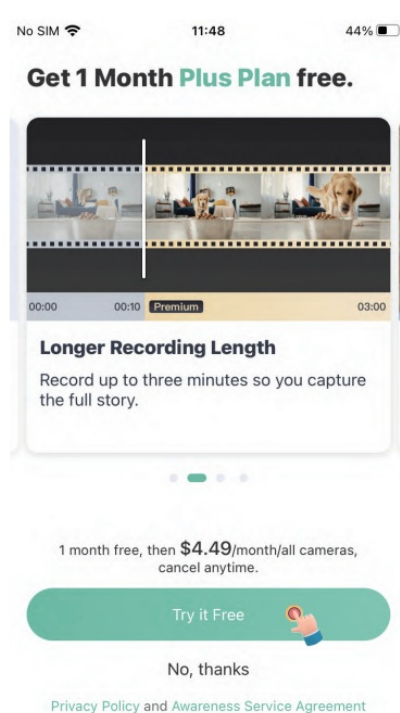 No SIM 11:48 44%
Get 1 Month Plus Plan free.
00:00 00:10 Premium 03:00
Longer Recording Length
Record up to three minutes so you capture
the full story.
1 month free, then $4.49/month/all cameras,
cancel anytime.
Try it Free
No, thanks
Privacy Policy and Awareness Service Agreement